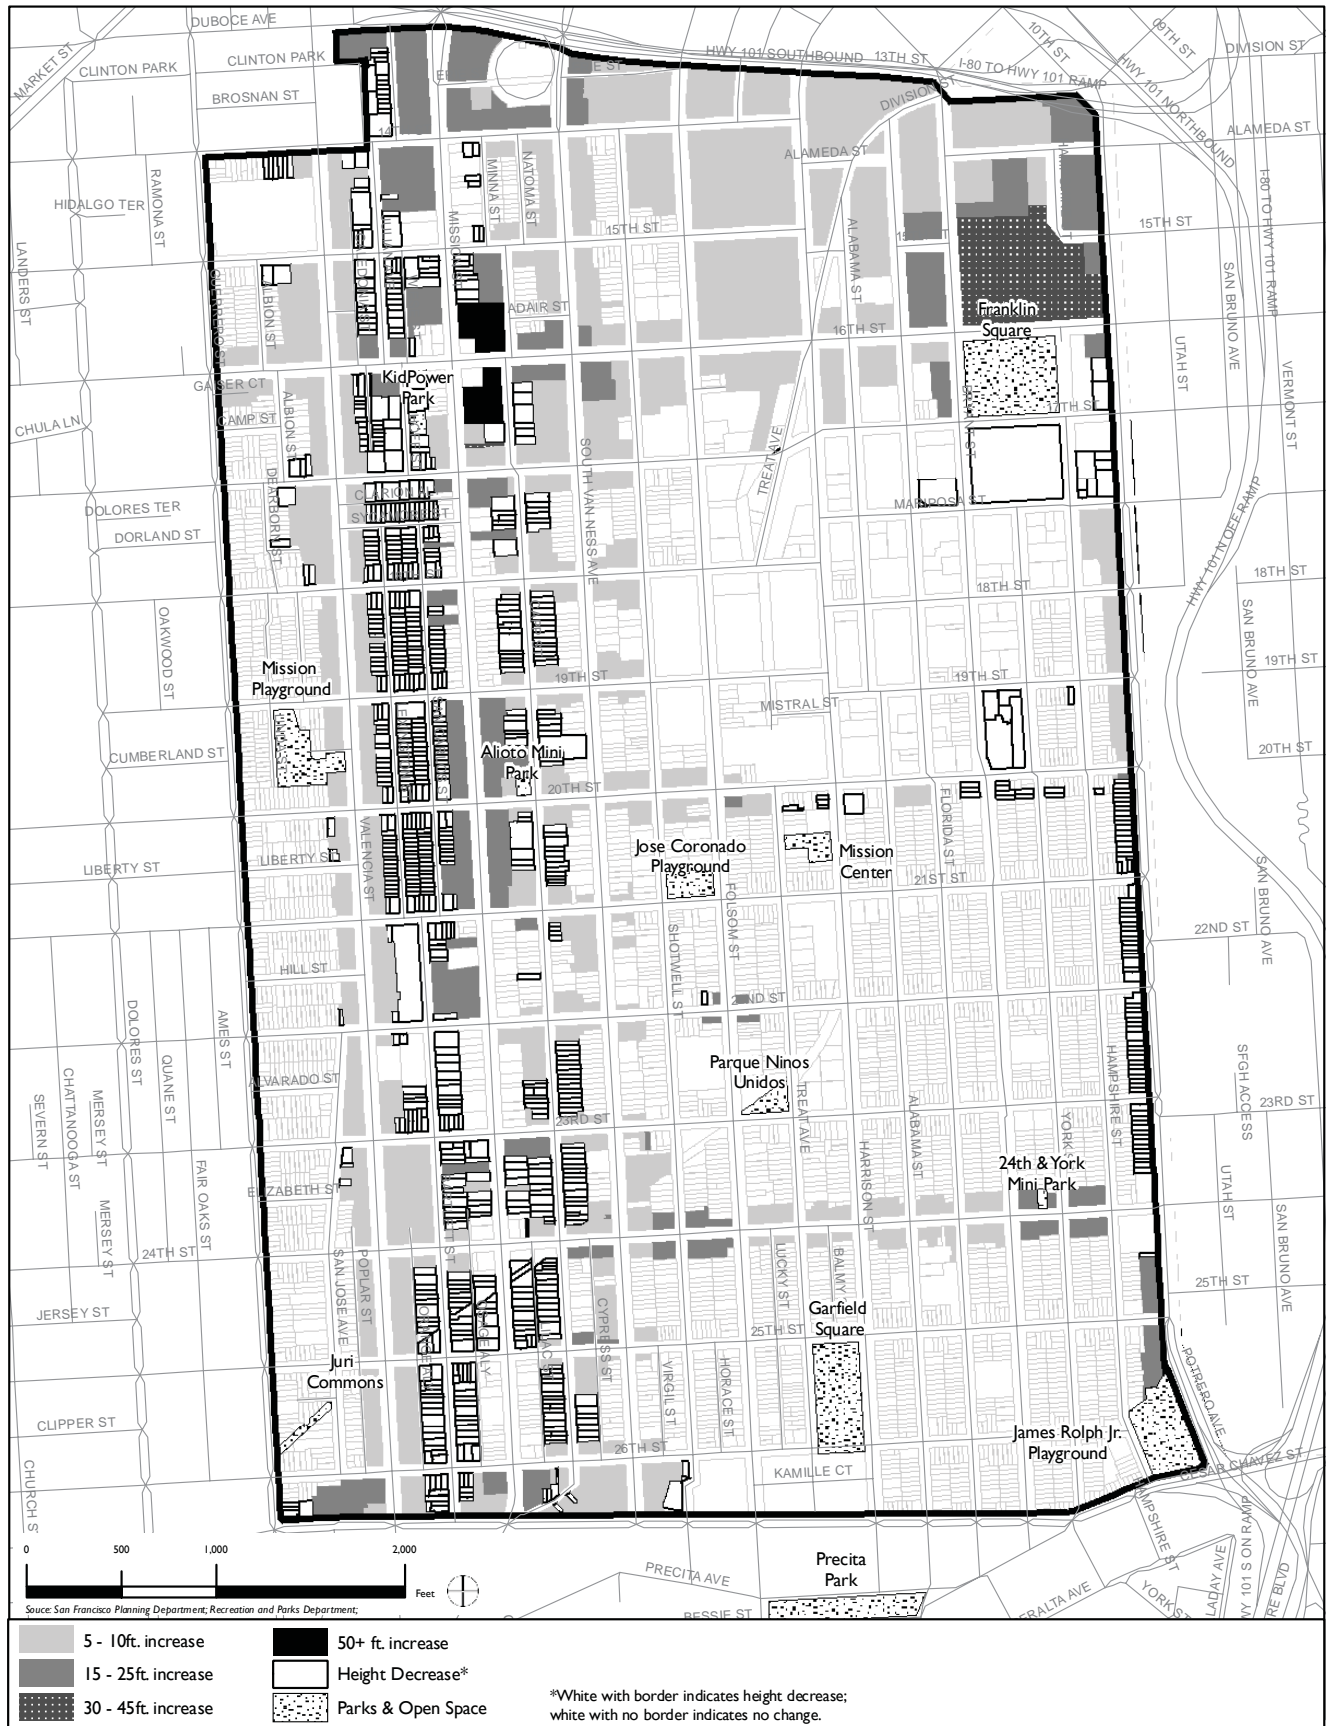 DUBOCE AVE
MARKET ST
CLINTON PARK
CLINTON PARK
BROSNAN ST
HWY 101 SOUTHBOUND
13TH ST
I-80 TO HWY 101 RAMP
10TH ST
09TH ST
DIVISION ST
HWY 101 NORTHBOUND
DIVISION ST
ALAMEDA ST
ALAMEDA ST
RAMONA ST
HIDALGO TER
LANDERS ST
MINNA ST
NATOMA ST
MISSION ST
15TH ST
ALABAMA ST
15TH ST
I-80 TO HWY 101 RAMP
SAN BRUNO AVE
GUERRERO ST
ALBION ST
CALEDONIA ST
ADAIR ST
16TH ST
Franklin
Square
UTAH ST
VERMONT ST
GAISER CT
KidPower
Park
CAMP ST
ALBION ST
CHULA LN
17TH ST
BRYANT ST
TREAT AVE
SOUTH VAN NESS AVE
DEARBORN ST
CLARION ALY
SYCAMORE ST
MARIPOSA ST
DOLORES TER
DORLAND ST
HWY 101 N OFF RAMP
18TH ST
18TH ST
OAKWOOD ST
SAN BRUNO AVE
Mission
Playground
19TH ST
19TH ST
19TH ST
MISTRAL ST
CUMBERLAND ST
Alioto Mini
Park
20TH ST
20TH ST
VALENCIA ST
FLORIDA ST
LIBERTY ST
LIBERTY ST
Jose Coronado
Playground
Mission
Center
21ST ST
FOLSOM ST
SHOTWELL ST
SAN BRUNO AVE
22ND ST
HILL ST
DOLORES ST
AMES ST
22ND ST
QUANE ST
CHATTANOOGA ST
MERSEY ST
SEVERN ST
ALVARADO ST
Parque Ninos
Unidos
TREAT AVE
ALABAMA ST
HAMPSHIRE ST
SFGH ACCESS
23RD ST
23RD ST
HARRISON ST
24th & York
Mini Park
ELIZABETH ST
FAIR OAKS ST
MERSEY ST
UTAH ST
SAN BRUNO AVE
24TH ST
SAN JOSE AVE
POPLAR ST
LUCKY ST
25TH ST
JERSEY ST
CYPRESS ST
Garfield
Square
25TH ST
Juri
Commons
VIRGIL ST
HORACE ST
POTRERO AVE
CLIPPER ST
26TH ST
James Rolph Jr.
Playground
KAMILLE CT
CESAR CHAVEZ ST
0 500 1,000 2,000
Feet
Souce: San Francisco Planning Department; Recreation and Parks Department;
PRECITA AVE
Precita
Park
BESSIE ST
YORK ST
5 - 10ft. increase
15 - 25ft. increase
30 - 45ft. increase
50+ ft. increase
Height Decrease*
Parks & Open Space
*White with border indicates height decrease;
white with no border indicates no change.